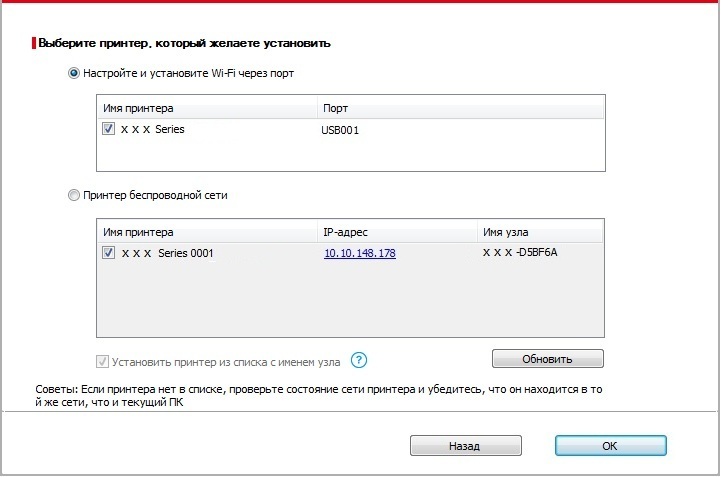 Выберите принтер, который желаете установить
Настройте и установите Wi-Fi через порт
Имя принтера Порт
X X X Series USB001
Принтер беспроводной сети
Имя принтера IP-адрес Имя узла
X X X Series 0001 10.10.148.178 X X X -D5BF6A
Установить принтер из списка с именем узла ?
Обновить
Советы: Если принтера нет в списке, проверьте состояние сети принтера и убедитесь, что он находится в то
й же сети, что и текущий ПК
Назад OK